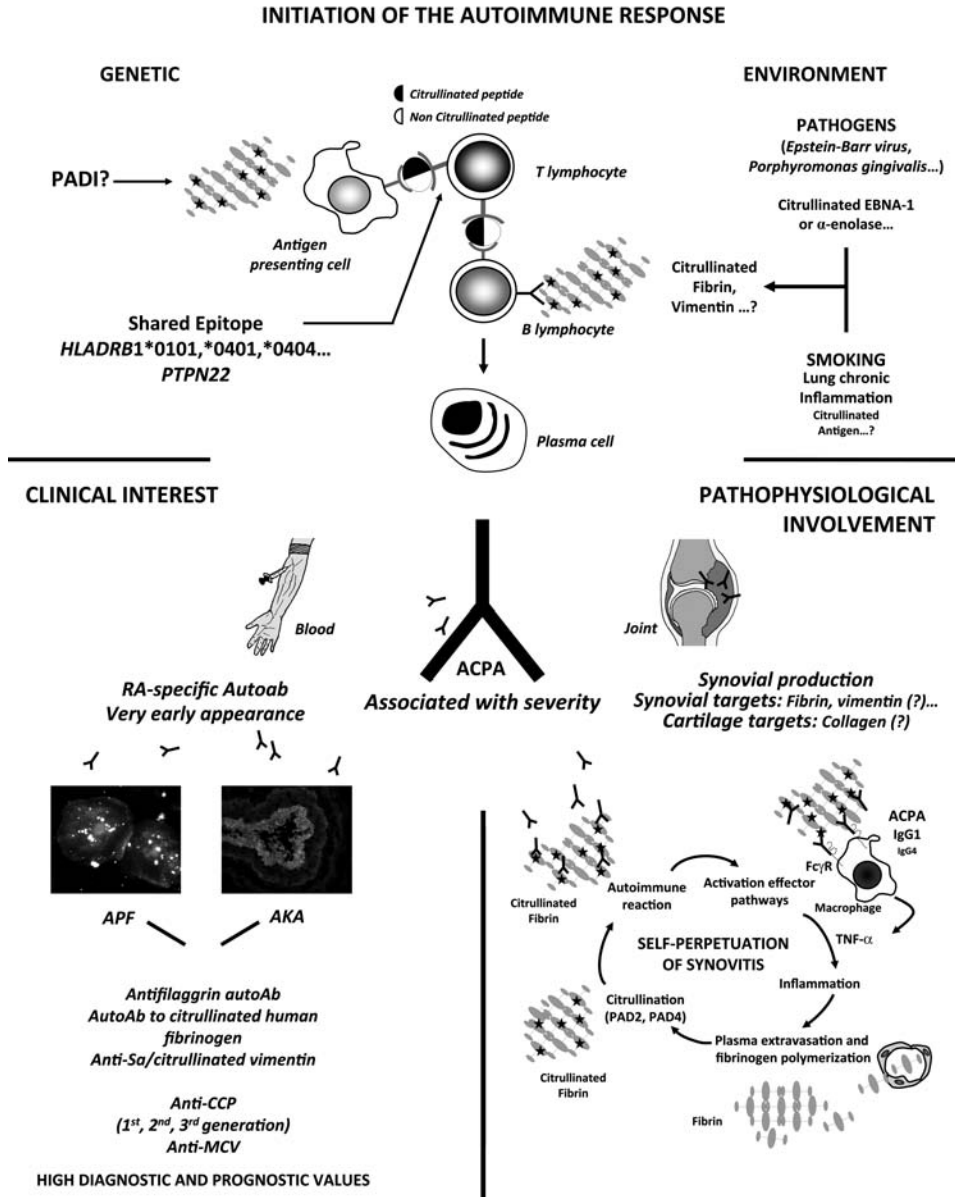 INITIATION OF THE AUTOIMMUNE RESPONSE
GENETIC
ENVIRONMENT
Citrullinated peptide
Non Citrullinated peptide
PATHOGENS
(Epstein-Barr virus,
Porphyromonas gingivalis…)
PADI?
T lymphocyte
Citrullinated EBNA-1
or α-enolase…
Antigen
presenting cell
Citrullinated
Fibrin,
Vimentin …?
Shared Epitope
HLADRB1*0101,*0401,*0404…
PTPN22
B lymphocyte
SMOKING
Lung chronic
Inflammation
Citrullinated
Antigen…?
Plasma cell
CLINICAL INTEREST
PATHOPHYSIOLOGICAL
INVOLVEMENT
Blood
Joint
ACPA
Associated with severity
RA-specific Autoab
Very early appearance
Synovial production
Synovial targets: Fibrin, vimentin (?)…
Cartilage targets: Collagen (?)
APF
AKA
ACPA
IgG1
IgG4
FcγR
Macrophage
Citrullinated
Fibrin
Autoimmune
reaction
Activation effector
pathways
TNF-α
SELF-PERPETUATION
OF SYNOVITIS
Inflammation
Citrullination
(PAD2, PAD4)
Plasma extravasation and
fibrinogen polymerization
Citrullinated
Fibrin
Fibrin
Antifilaggrin autoAb
AutoAb to citrullinated human
fibrinogen
Anti-Sa/citrullinated vimentin
Anti-CCP
(1st, 2nd, 3rd generation)
Anti-MCV
HIGH DIAGNOSTIC AND PROGNOSTIC VALUES